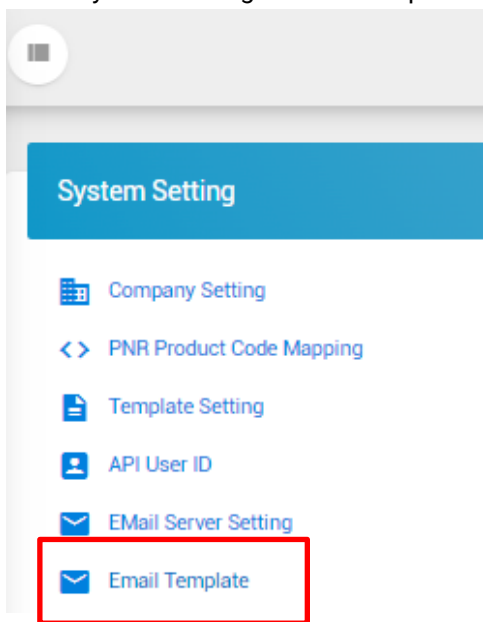 System Setting
Company Setting
PNR Product Code Mapping
Template Setting
API User ID
EMail Server Setting
Email Template